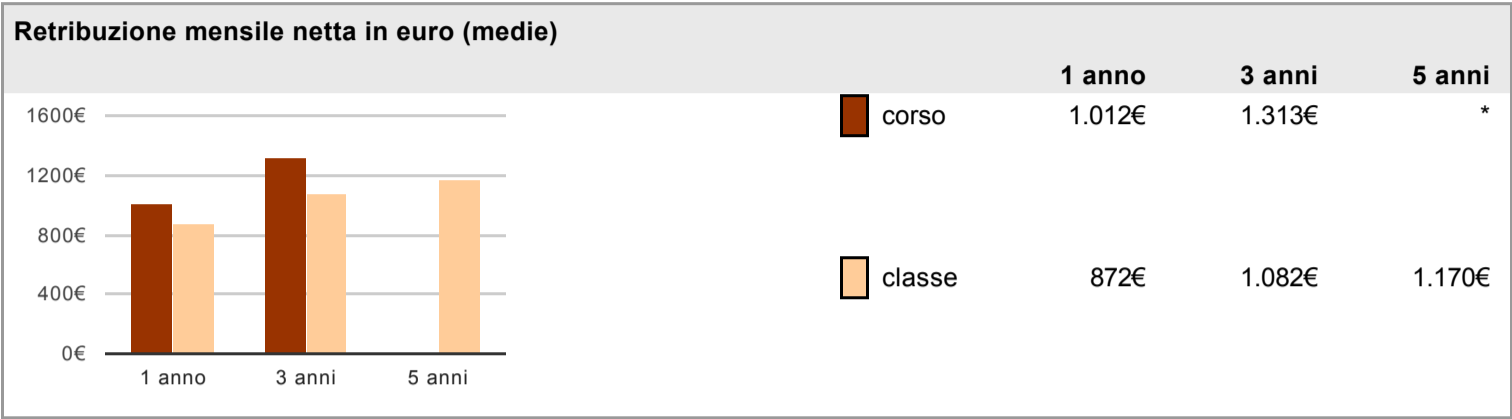 Retribuzione mensile netta in euro (medie)
1 anno 3 anni 5 anni
1600€
1200€
800€
400€
0€
1 anno 3 anni 5 anni
corso 1.012€ 1.313€ *
classe 872€ 1.082€ 1.170€